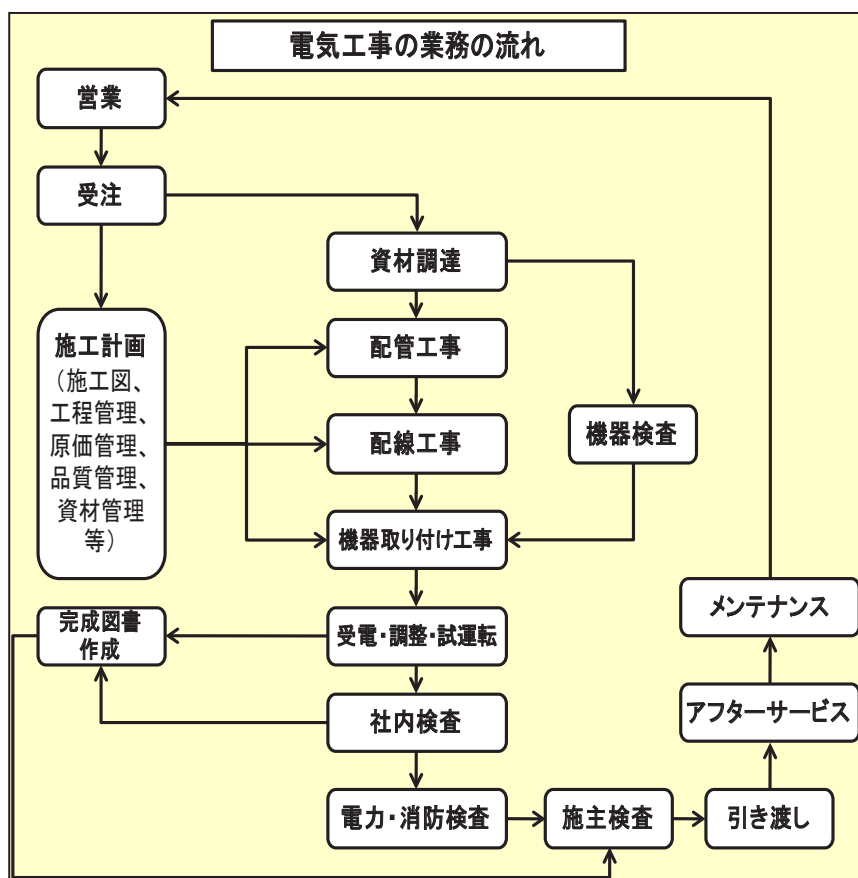 電気工事の業務の流れ
営業
受注
資材調達
施工計画
（施工図、
工程管理、
原価管理、
品質管理、
資材管理
等）
配管工事
配線工事
機器検査
機器取り付け工事
完成図書
作成
受電・調整・試運転
メンテナンス
社内検査
アフターサービス
電力・消防検査
施主検査
引き渡し